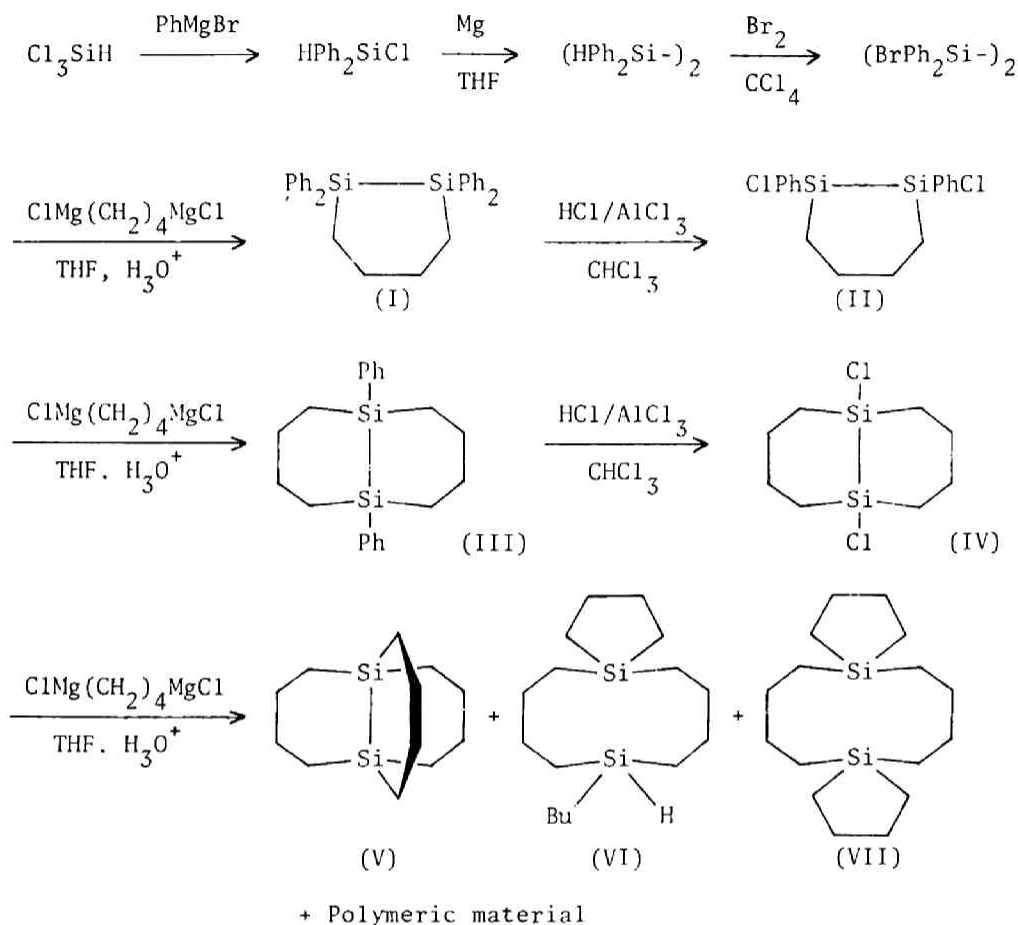 Cl3SiH PhMgBr HPh2SiCl Mg THF (HPh2Si-)2 Br2 CCl4 (BrPh2Si-)2
ClMg(CH2)4MgCl THF, H3O+ Ph2Si SiPh2 (I) HCl/AlCl3 CHCl3 ClPhSi SiPhCl (II)
ClMg(CH2)4MgCl THF. H3O+ Ph Si Si Ph (III) HCl/AlCl3 CHCl3 Cl Si Si Cl (IV)
ClMg(CH2)4MgCl THF. H3O+ Si Si (V) + Si Si Bu H (VI) + Si Si (VII)
+ Polymeric material